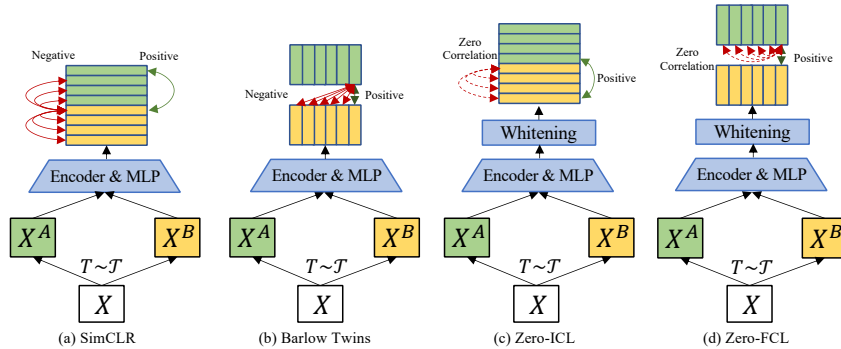 Negative
Positive
Encoder & MLP
X^A
X^B
T~𝒯
X
(a) SimCLR
Negative
Positive
Encoder & MLP
X^A
X^B
T~𝒯
X
(b) Barlow Twins
Zero
Correlation
Positive
Whitening
Encoder & MLP
X^A
X^B
T~𝒯
X
(c) Zero-ICL
Zero
Correlation
Positive
Whitening
Encoder & MLP
X^A
X^B
T~𝒯
X
(d) Zero-FCL